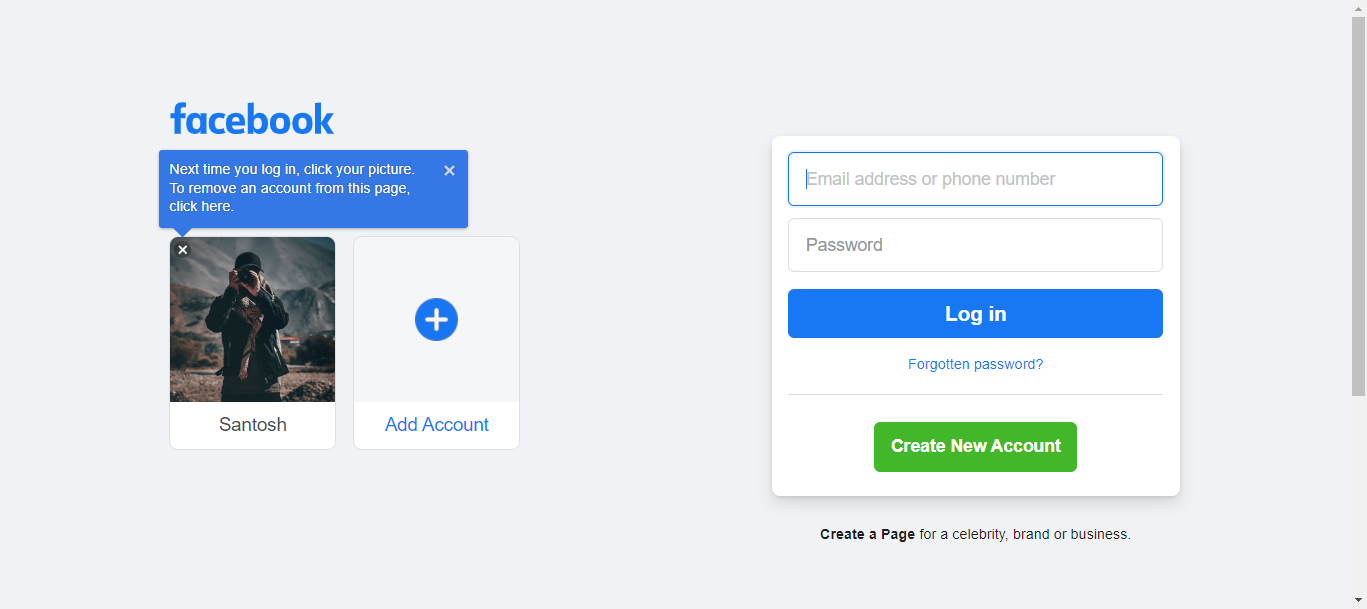 facebook
Next time you log in, click your picture.
To remove an account from this page,
click here.
Santosh
Add Account
Email address or phone number
Password
Log in
Forgotten password?
Create New Account
Create a Page for a celebrity, brand or business.